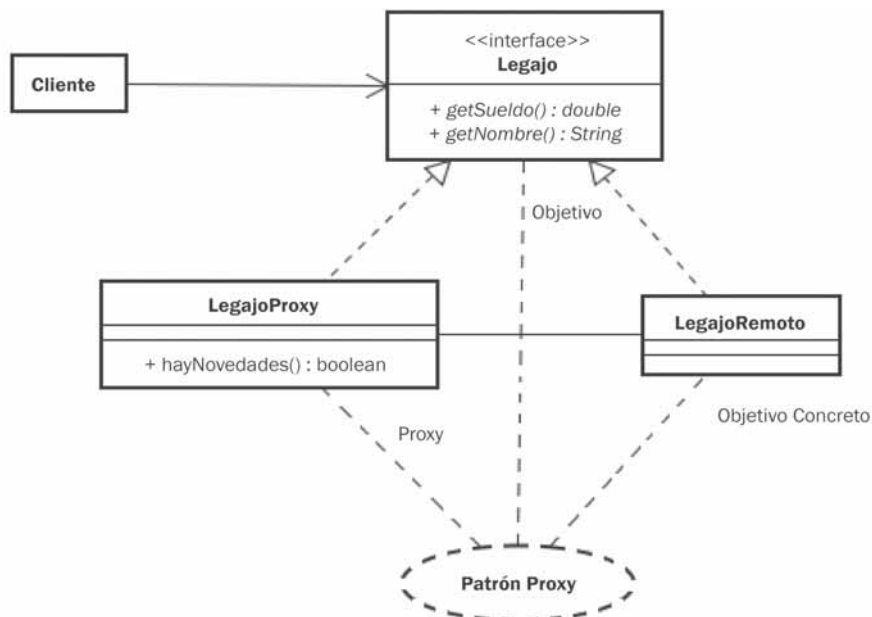 <<interface>>
Legajo
Cliente
+ getSueldo() : double
+ getNombre() : String
Objetivo
LegajoProxy
LegajoRemoto
+ hayNovedades() : boolean
Objetivo Concreto
Proxy
Patrón Proxy